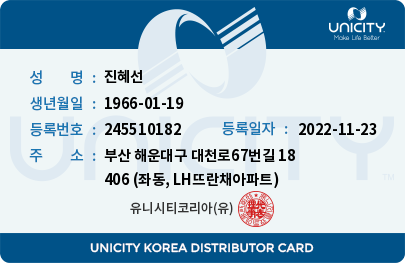 UNICITY
Make Life Better
성 명 : 진혜선
생년월일 : 1966-01-19
등록번호 : 245510182 등록일자 : 2022-11-23
주 소 : 부산 해운대구 대천로67번길 18
406 (좌동, LH뜨란채아파트)
유니시티코리아(유)
UNICITY
UNICITY KOREA DISTRIBUTOR CARD